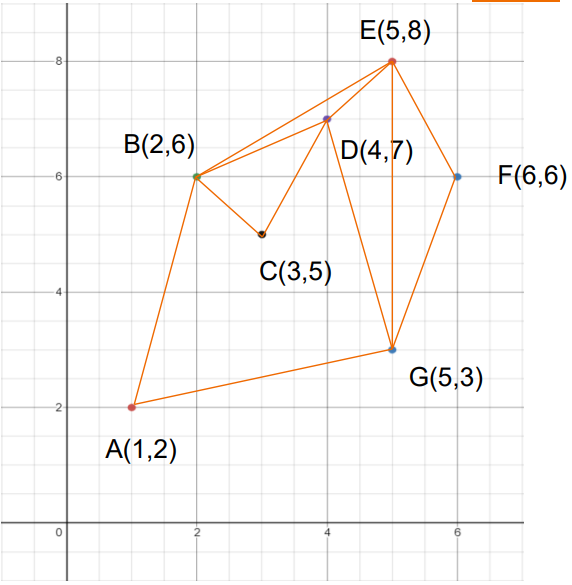 E(5,8)
8
B(2,6)
D(4,7)
6
F(6,6)
C(3,5)
4
G(5,3)
2
A(1,2)
0 2 4 6